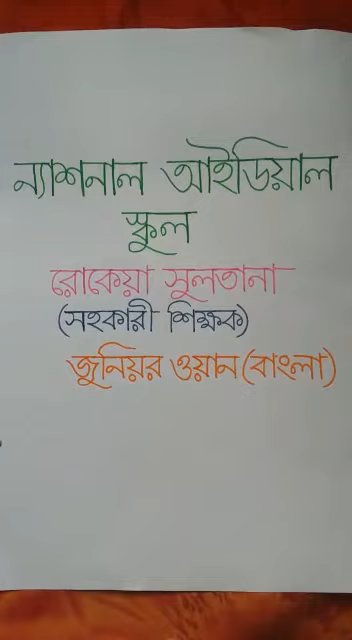 ন্যাশনাল আইডিয়াল
স্কুল
রোকেয়া সুলতানা
(সহকারী শিক্ষক)
জুনিয়র ওয়ান (বাংলা)